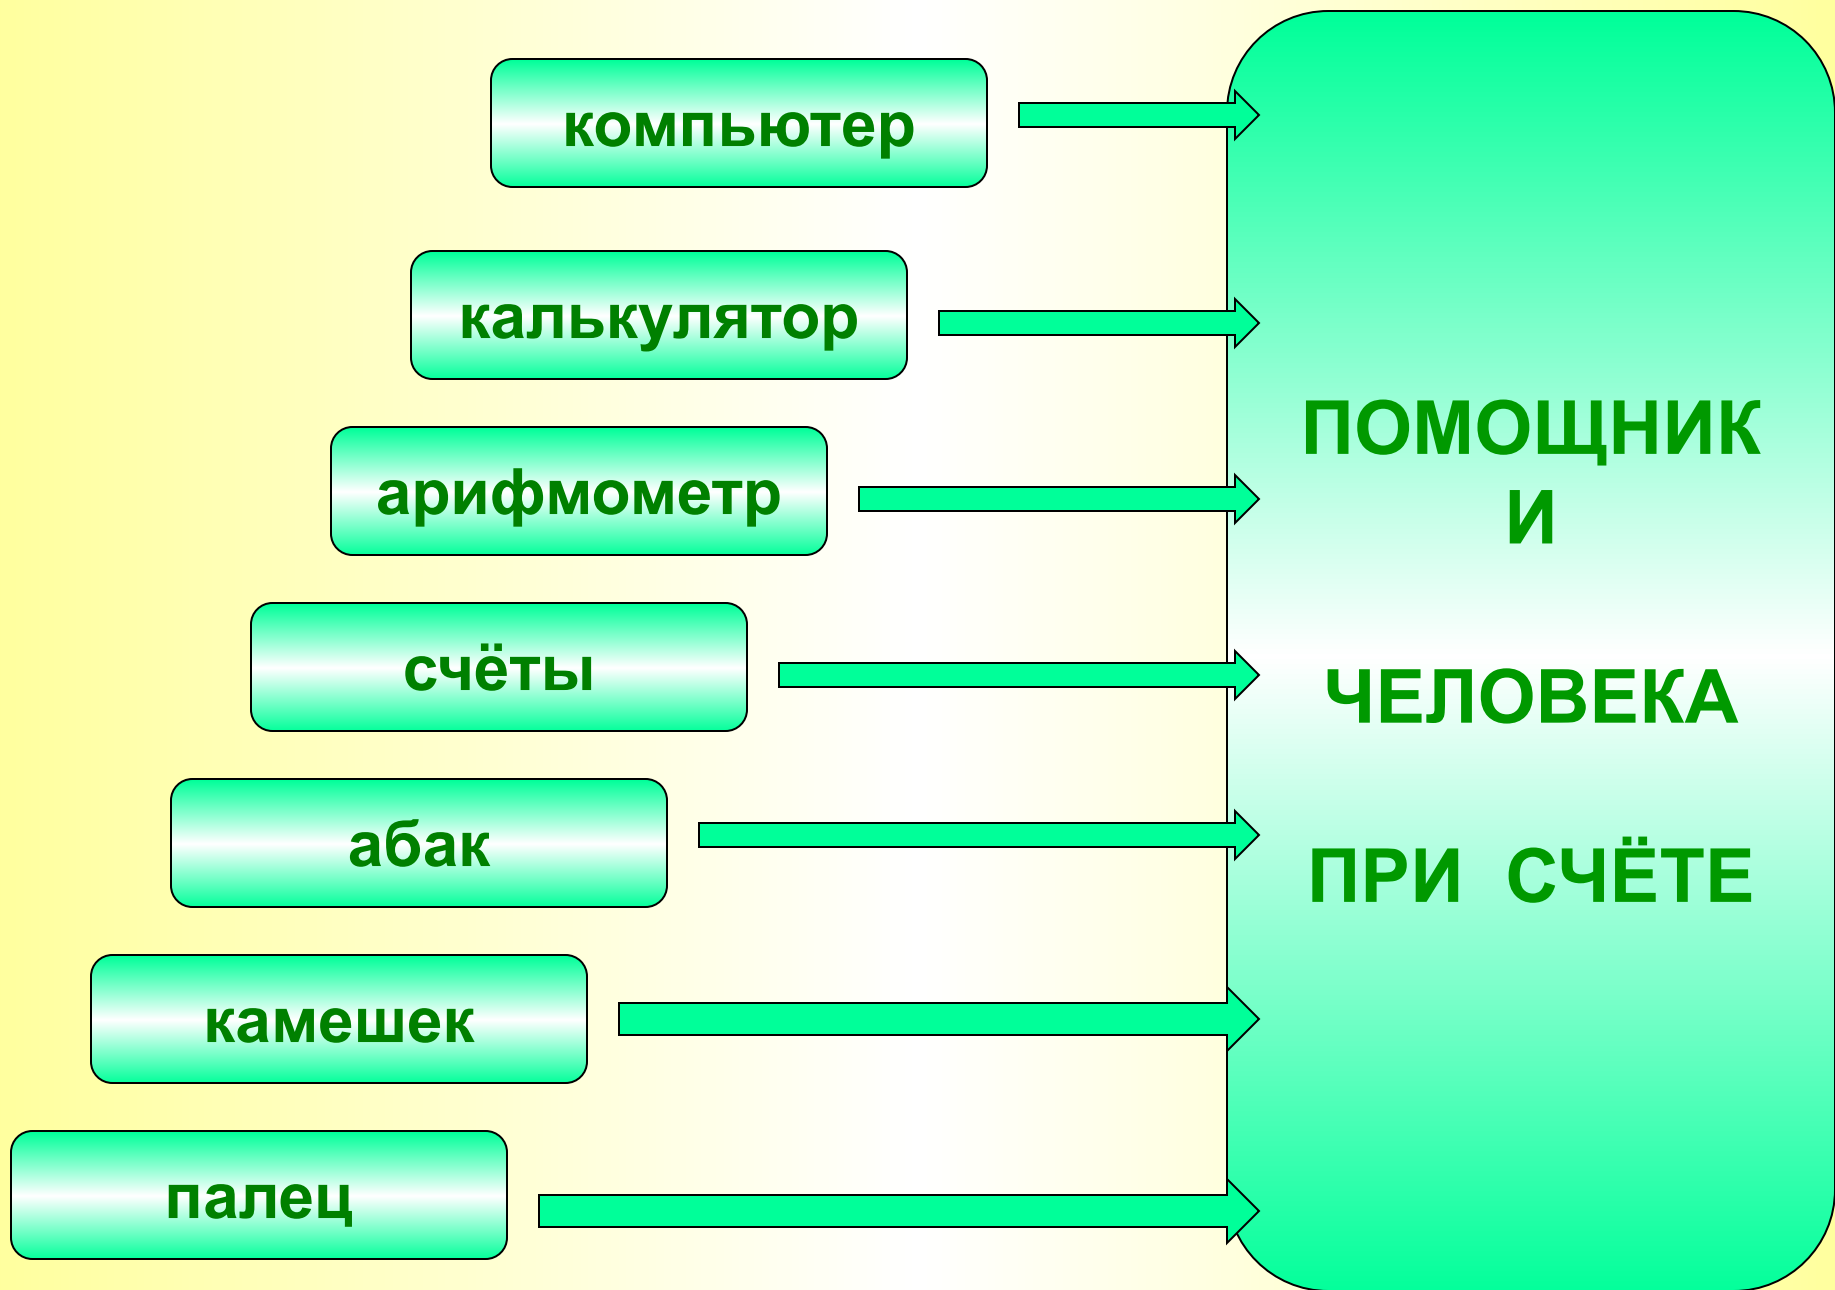 компьютер
калькулятор
арифмометр
счёты
абак
камешек
палец
ПОМОЩНИК
И
ЧЕЛОВЕКА
ПРИ СЧЁТЕ